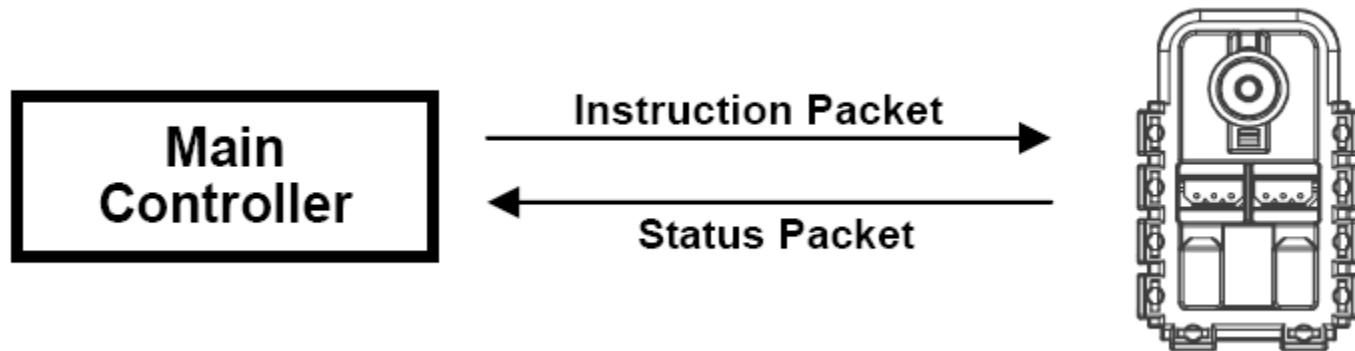 Main
Controller
Instruction Packet
Status Packet